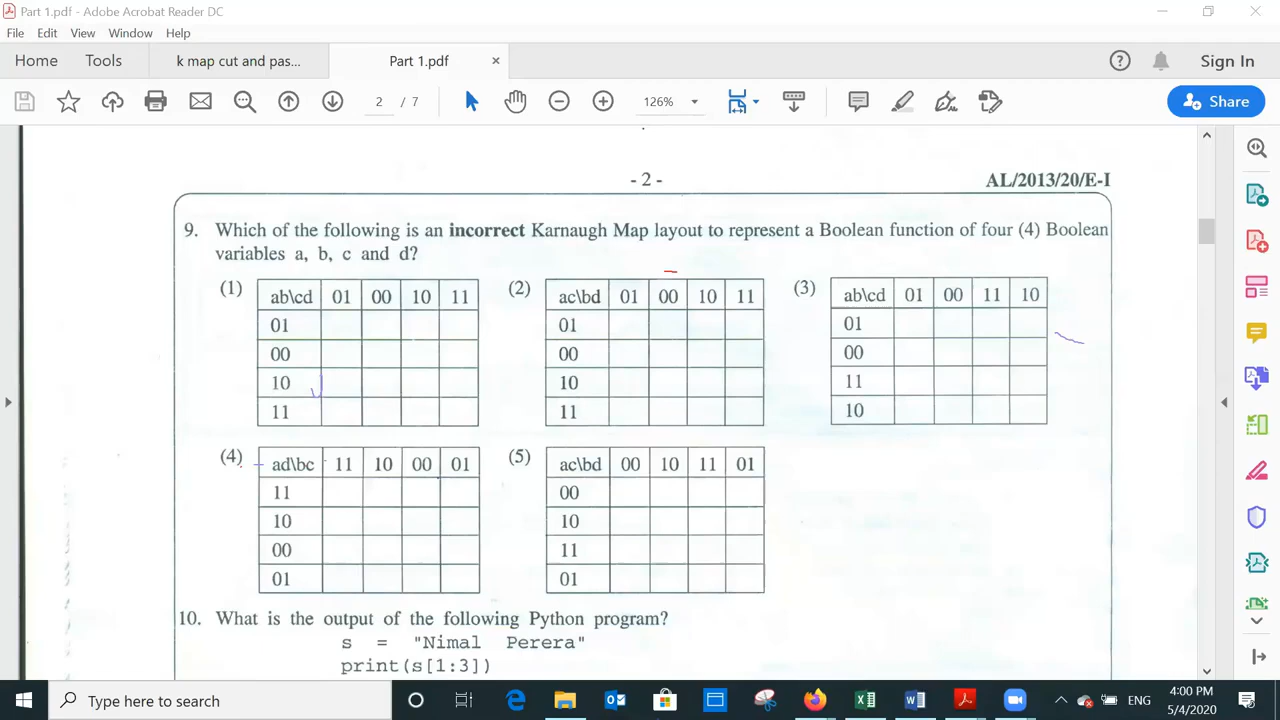 Part 1.pdf - Adobe Acrobat Reader DC
File Edit View Window Help
Home Tools k map cut and pas... Part 1.pdf × Sign In
2 / 7 126% Share
- 2 - AL/2013/20/E-I
9. Which of the following is an incorrect Karnaugh Map layout to represent a Boolean function of four (4) Boolean
variables a, b, c and d?
(1) ab\cd 01 00 10 11
01
00
10
11
(2) ac\bd 01 00 10 11
01
00
10
11
(3) ab\cd 01 00 11 10
01
00
11
10
(4) ad\bc 11 10 00 01
11
10
00
01
(5) ac\bd 00 10 11 01
00
10
11
01
10. What is the output of the following Python program?
s = "Nimal Perera"
print(s[1:3])
Type here to search ENG 4:00 PM
5/4/2020